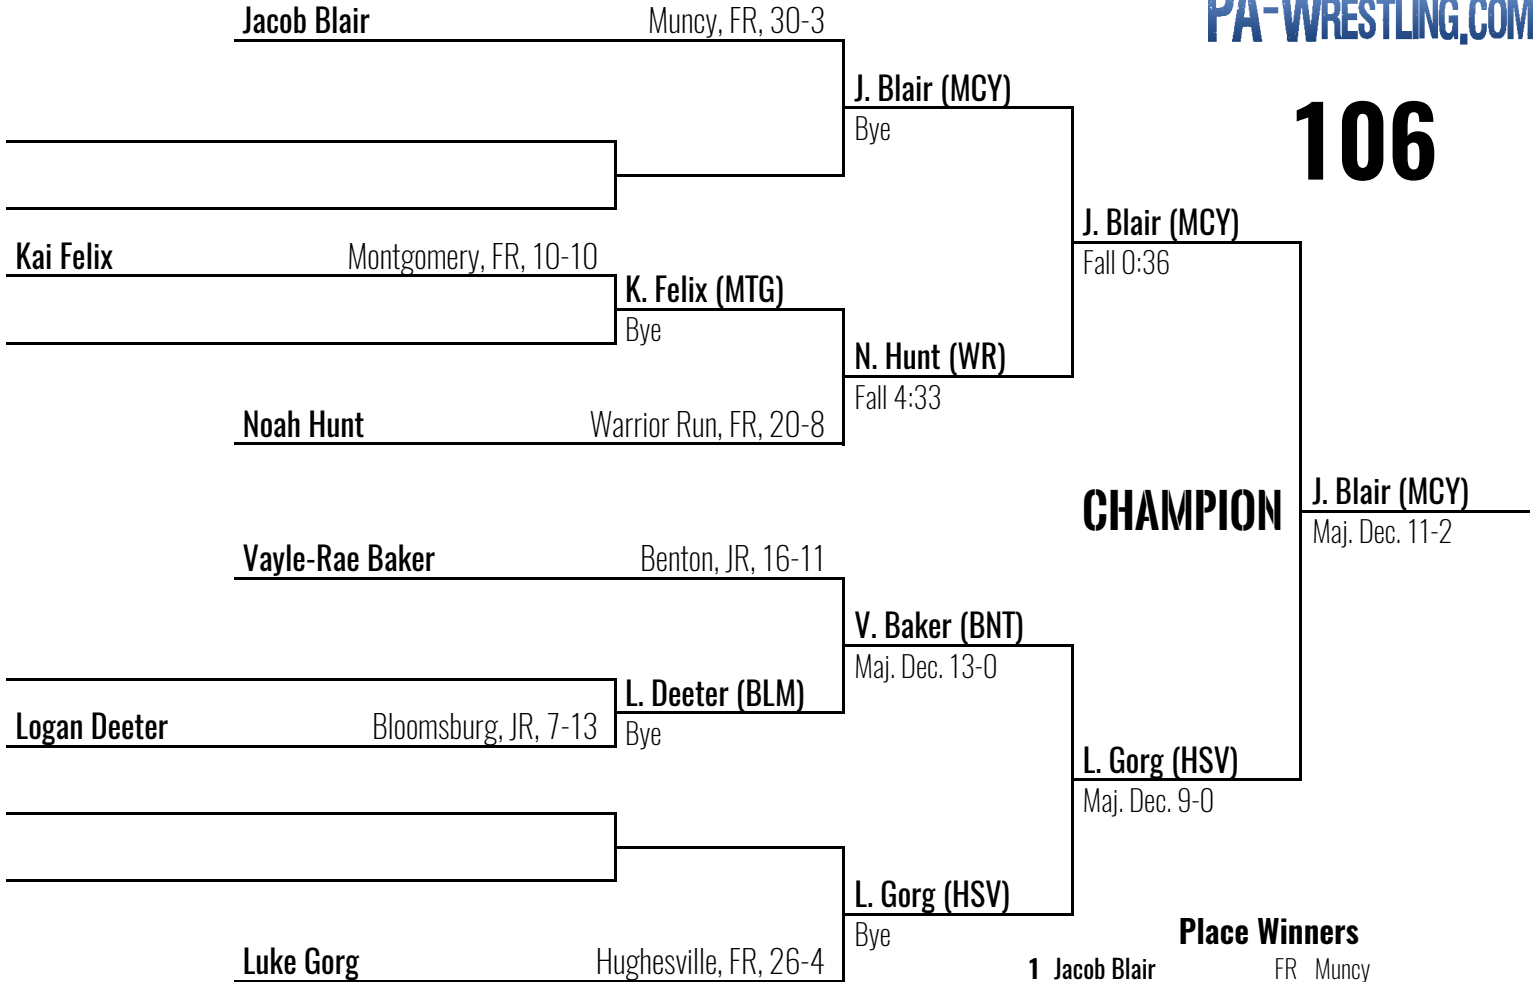 PA-WRESTLING.COM
106
Jacob Blair Muncy, FR, 30-3
J. Blair (MCY)
Bye
J. Blair (MCY)
Fall 0:36
Kai Felix Montgomery, FR, 10-10
K. Felix (MTG)
Bye
N. Hunt (WR)
Fall 4:33
Noah Hunt Warrior Run, FR, 20-8
CHAMPION
J. Blair (MCY)
Maj. Dec. 11-2
Vayle-Rae Baker Benton, JR, 16-11
V. Baker (BNT)
Maj. Dec. 13-0
L. Deeter (BLM)
Bye
Logan Deeter Bloomsburg, JR, 7-13
L. Gorg (HSV)
Maj. Dec. 9-0
L. Gorg (HSV)
Bye
Luke Gorg Hughesville, FR, 26-4
Place Winners
1 Jacob Blair FR Muncy